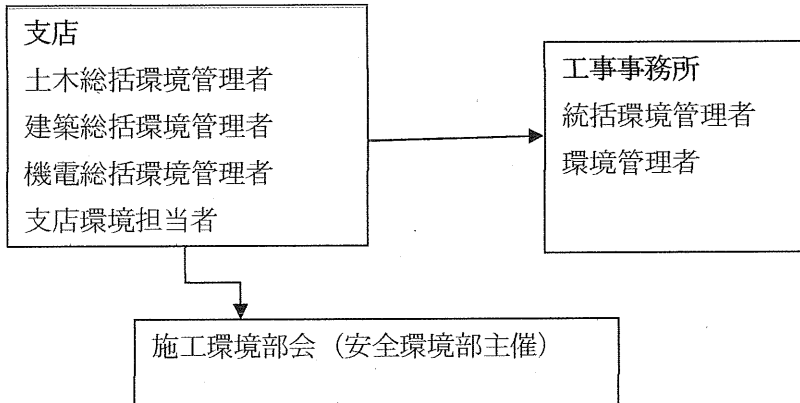 支店
土木総括環境管理者
建築総括環境管理者
機電総括環境管理者
支店環境担当者
工事事務所
統括環境管理者
環境管理者
施工環境部会（安全環境部主催）